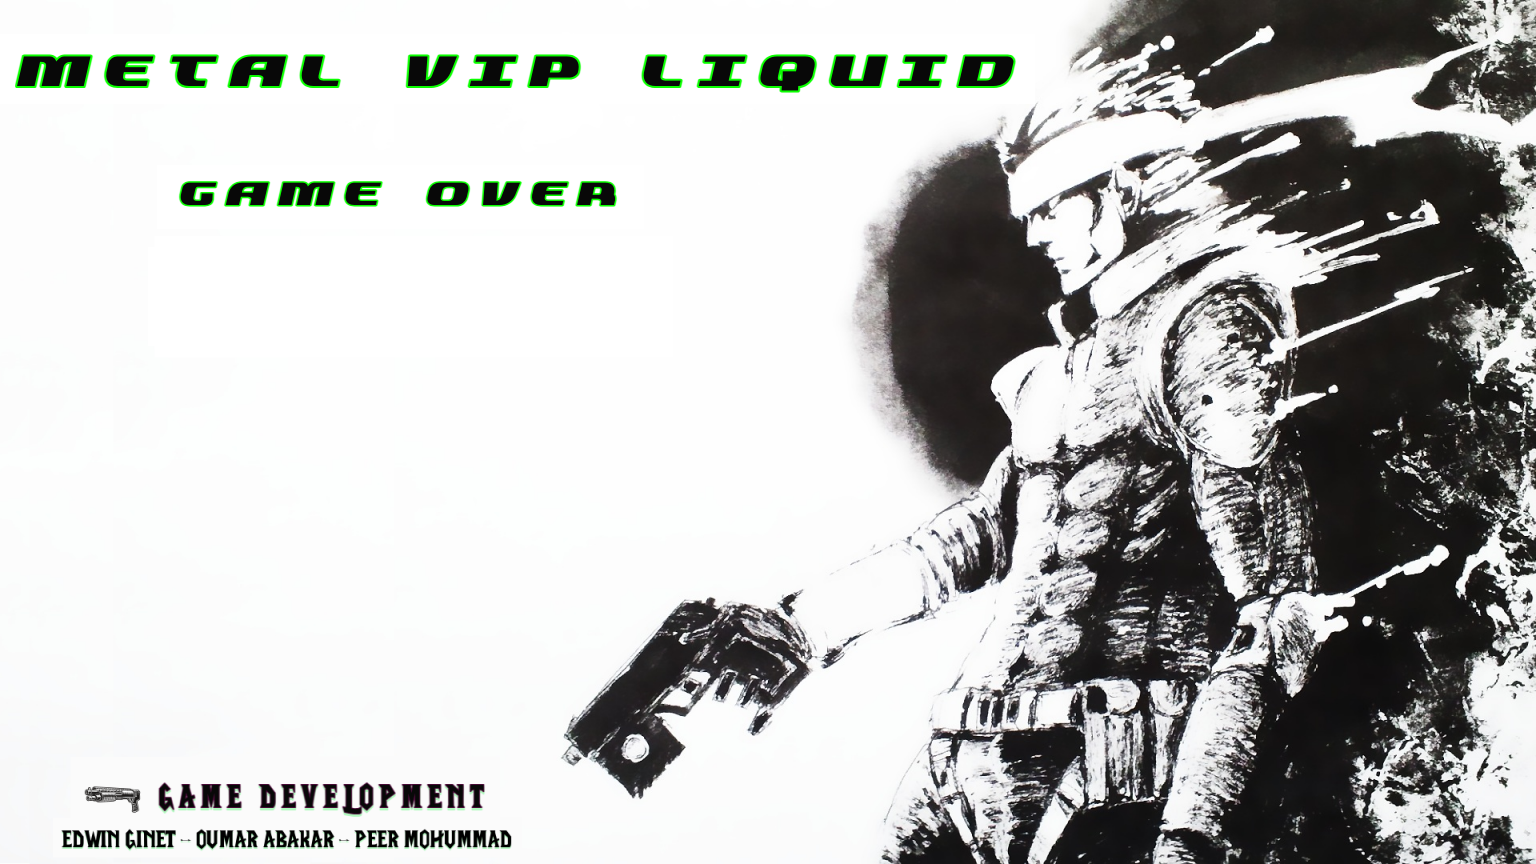 METAL VIP LIQUID
GAME OVER
GAME DEVELOPMENT
EDWIN GINET - OUMAR ABAKAR - PEER MOHUMMAD